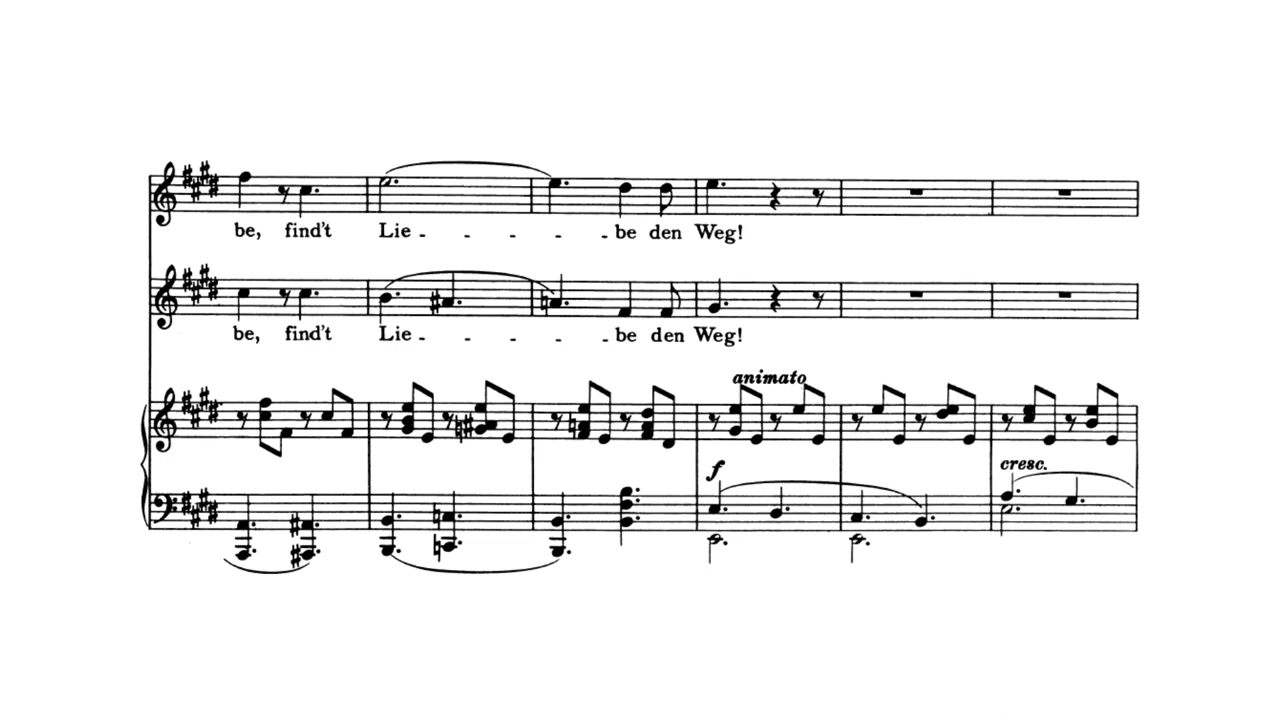 be, find't Lie - - - - - be den Weg!
be, find't Lie - - - - - be den Weg!
animato
f
cresc.